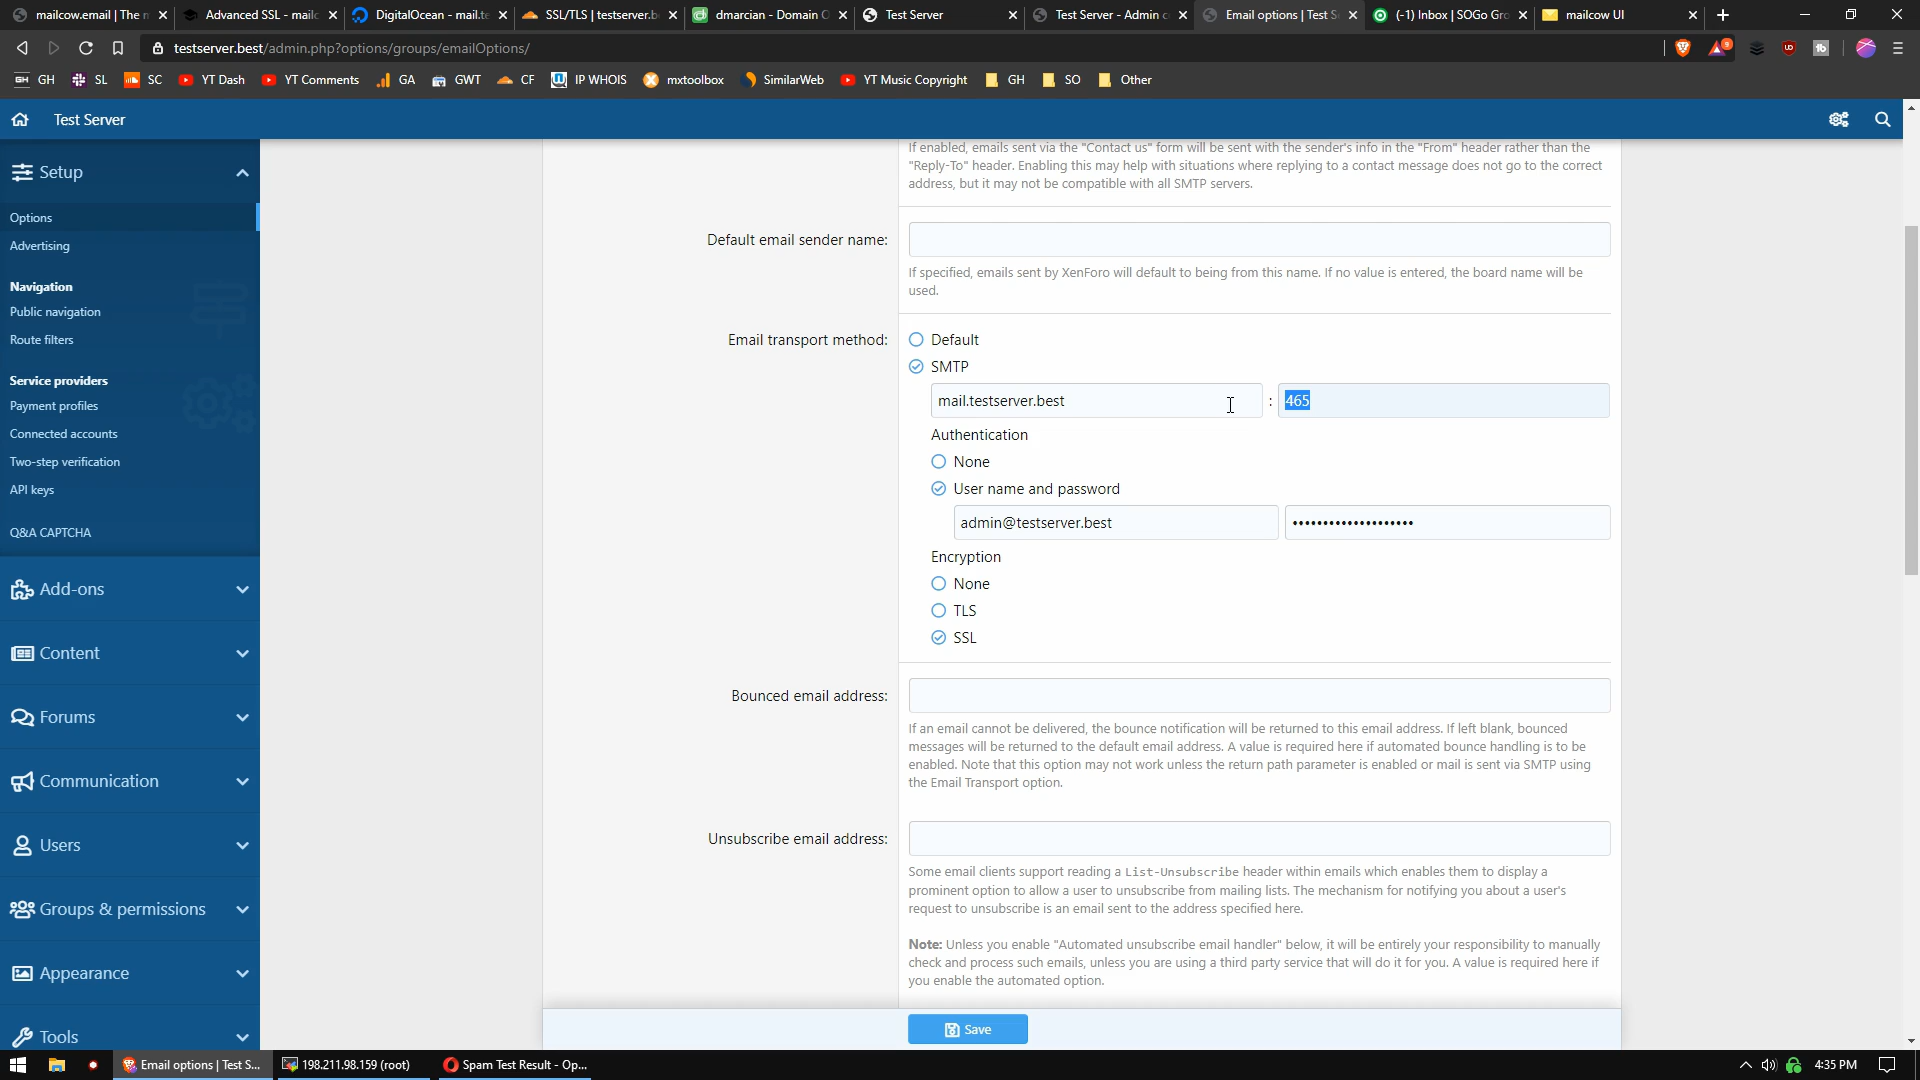 mailcow.email | The m
Advanced SSL - mailc
DigitalOcean - mail.te
SSL/TLS | testserver.b
dmarcian - Domain C
Test Server
Test Server - Admin c
Email options | Test S
(-1) Inbox | SOGo Gro
mailcow UI
testserver.best/admin.php?options/groups/emailOptions/
9
GH
SL
SC
YT Dash
YT Comments
GA
GWT
CF
IP WHOIS
mxtoolbox
SimilarWeb
YT Music Copyright
GH
SO
Other
Test Server
Setup
Options
Advertising
Navigation
Public navigation
Route filters
Service providers
Payment profiles
Connected accounts
Two-step verification
API keys
Q&A CAPTCHA
Add-ons
Content
Forums
Communication
Users
Groups & permissions
Appearance
Tools
If enabled, emails sent via the "Contact us" form will be sent with the sender's info in the "From" header rather than the
"Reply-To" header. Enabling this may help with situations where replying to a contact message does not go to the correct
address, but it may not be compatible with all SMTP servers.
Default email sender name:
If specified, emails sent by XenForo will default to being from this name. If no value is entered, the board name will be
used.
Email transport method:
Default
SMTP
mail.testserver.best : 465
Authentication
None
User name and password
admin@testserver.best ••••••••••••••••••••
Encryption
None
TLS
SSL
Bounced email address:
If an email cannot be delivered, the bounce notification will be returned to this email address. If left blank, bounced
messages will be returned to the default email address. A value is required here if automated bounce handling is to be
enabled. Note that this option may not work unless the return path parameter is enabled or mail is sent via SMTP using
the Email Transport option.
Unsubscribe email address:
Some email clients support reading a List-Unsubscribe header within emails which enables them to display a
prominent option to allow a user to unsubscribe from mailing lists. The mechanism for notifying you about a user's
request to unsubscribe is an email sent to the address specified here.
Note: Unless you enable "Automated unsubscribe email handler" below, it will be entirely your responsibility to manually
check and process such emails, unless you are using a third party service that will do it for you. A value is required here if
you enable the automated option.
Save
Email options | Test S...
198.211.98.159 (root)
Spam Test Result - Op...
4:35 PM